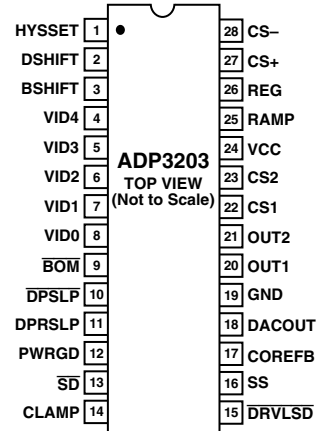 HYSSET 1
DSHIFT 2
BSHIFT 3
VID4 4
VID3 5
VID2 6
VID1 7
VID0 8
BOM 9
DPSLP 10
DPRSLP 11
PWRGD 12
SD 13
CLAMP 14
ADP3203
TOP VIEW
(Not to Scale)
28 CS–
27 CS+
26 REG
25 RAMP
24 VCC
23 CS2
22 CS1
21 OUT2
20 OUT1
19 GND
18 DACOUT
17 COREFB
16 SS
15 DRVLSD